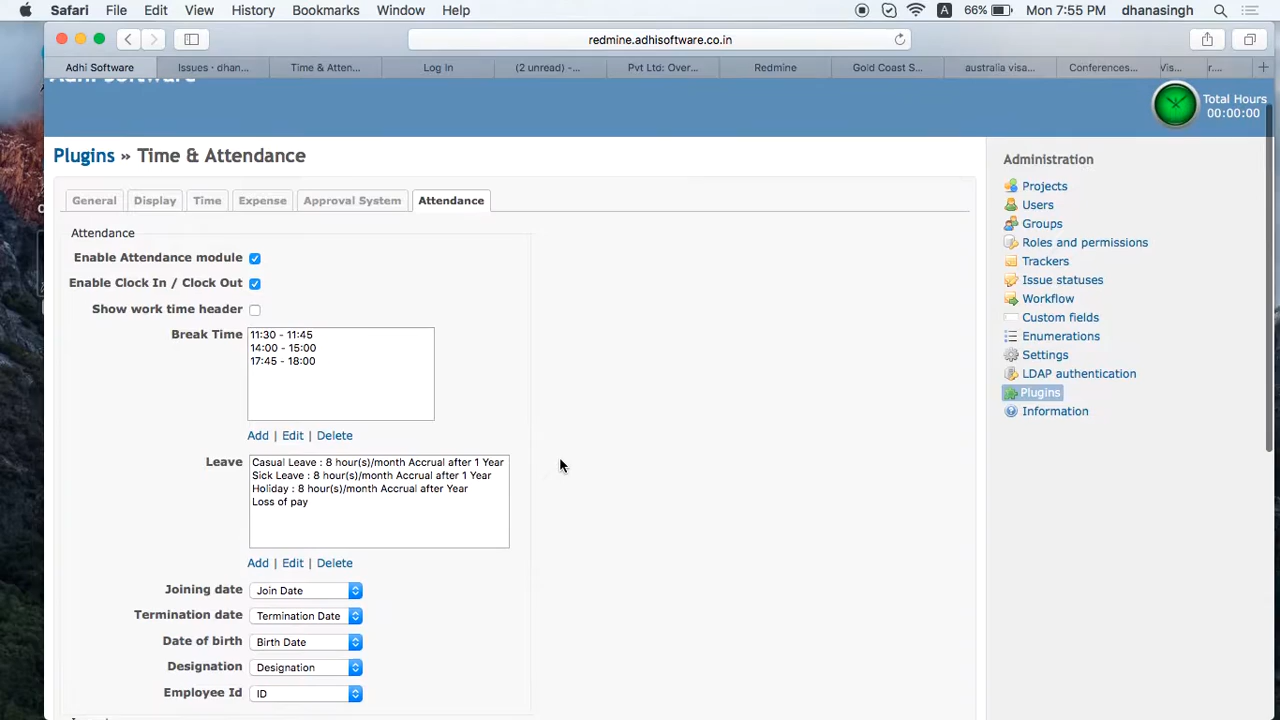 Safari File Edit View History Bookmarks Window Help A 66% Mon 7:55 PM dhanasingh
redmine.adhisoftware.co.in
Adhi Software Issues - dhan... Time & Atten... Log In (2 unread) -... Pvt Ltd: Over... Redmine Gold Coast S... australia visa... Conferences... Vis... r....
Adhi Software
Total Hours
00:00:00
Plugins » Time & Attendance
General Display Time Expense Approval System Attendance
Attendance
Enable Attendance module
Enable Clock In / Clock Out
Show work time header
Break Time
11:30 - 11:45
14:00 - 15:00
17:45 - 18:00
Add | Edit | Delete
Leave
Casual Leave : 8 hour(s)/month Accrual after 1 Year
Sick Leave : 8 hour(s)/month Accrual after 1 Year
Holiday : 8 hour(s)/month Accrual after Year
Loss of pay
Add | Edit | Delete
Joining date Join Date
Termination date Termination Date
Date of birth Birth Date
Designation Designation
Employee Id ID
Administration
Projects
Users
Groups
Roles and permissions
Trackers
Issue statuses
Workflow
Custom fields
Enumerations
Settings
LDAP authentication
Plugins
Information